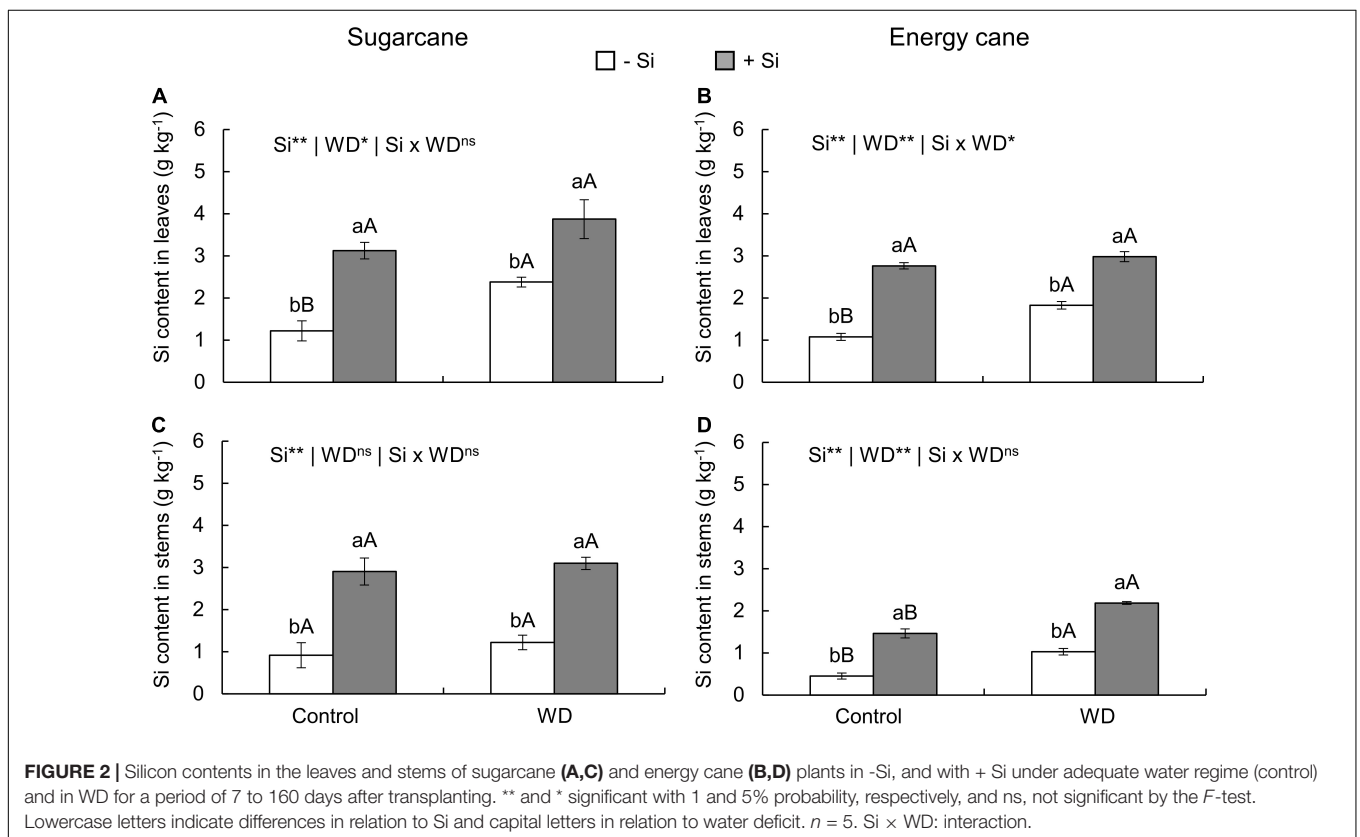 Sugarcane
Energy cane
- Si
+ Si
A
Si** | WD* | Si x WDⁿˢ
Si content in leaves (g kg⁻¹)
6
5
4
3
2
1
0
bB
aA
bA
aA
B
Si** | WD** | Si x WD*
Si content in leaves (g kg⁻¹)
6
5
4
3
2
1
0
bB
aA
bA
aA
C
Si** | WDⁿˢ | Si x WDⁿˢ
Si content in stems (g kg⁻¹)
6
5
4
3
2
1
0
bA
aA
bA
aA
Control
WD
D
Si** | WD** | Si x WDⁿˢ
Si content in stems (g kg⁻¹)
6
5
4
3
2
1
0
bB
aB
bA
aA
Control
WD
FIGURE 2 | Silicon contents in the leaves and stems of sugarcane (A,C) and energy cane (B,D) plants in -Si, and with + Si under adequate water regime (control)
and in WD for a period of 7 to 160 days after transplanting. ** and * significant with 1 and 5% probability, respectively, and ns, not significant by the F-test.
Lowercase letters indicate differences in relation to Si and capital letters in relation to water deficit. n = 5. Si × WD: interaction.